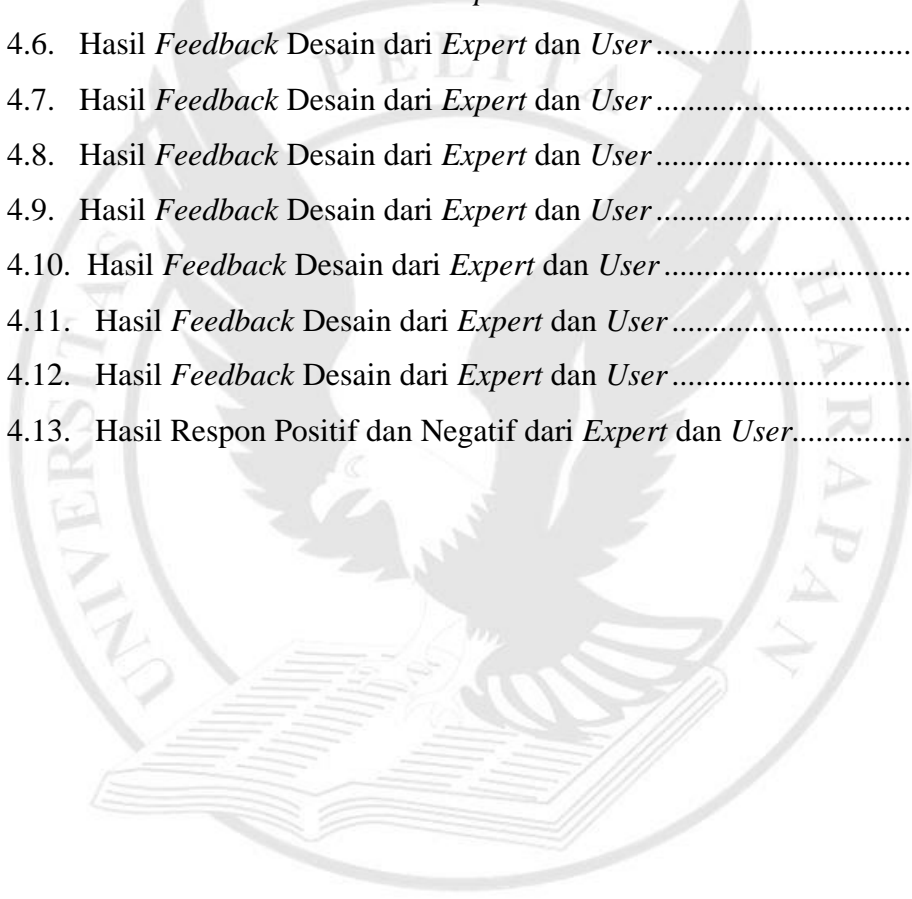 4.6. Hasil Feedback Desain dari Expert dan User................................
4.7. Hasil Feedback Desain dari Expert dan User................................
4.8. Hasil Feedback Desain dari Expert dan User................................
4.9. Hasil Feedback Desain dari Expert dan User................................
4.10. Hasil Feedback Desain dari Expert dan User...............................
4.11. Hasil Feedback Desain dari Expert dan User..............................
4.12. Hasil Feedback Desain dari Expert dan User..............................
4.13. Hasil Respon Positif dan Negatif dari Expert dan User...............
UNIVERSITAS PELITA HARAPAN